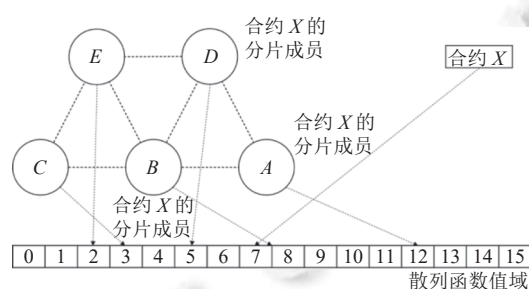 合约 X 的
分片成员
E
D
合约 X
合约 X 的
分片成员
C
B
A
合约 X 的
分片成员
0 1 2 3 4 5 6 7 8 9 10 11 12 13 14 15
散列函数值域